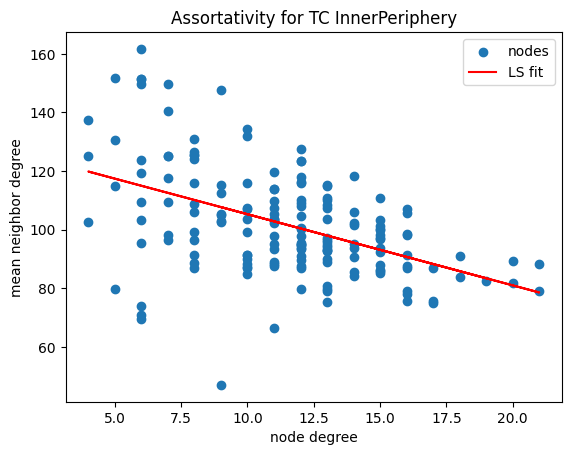 Assortativity for TC InnerPeriphery
nodes
LS fit
mean neighbor degree
160
140
120
100
80
60
5.0 7.5 10.0 12.5 15.0 17.5 20.0
node degree